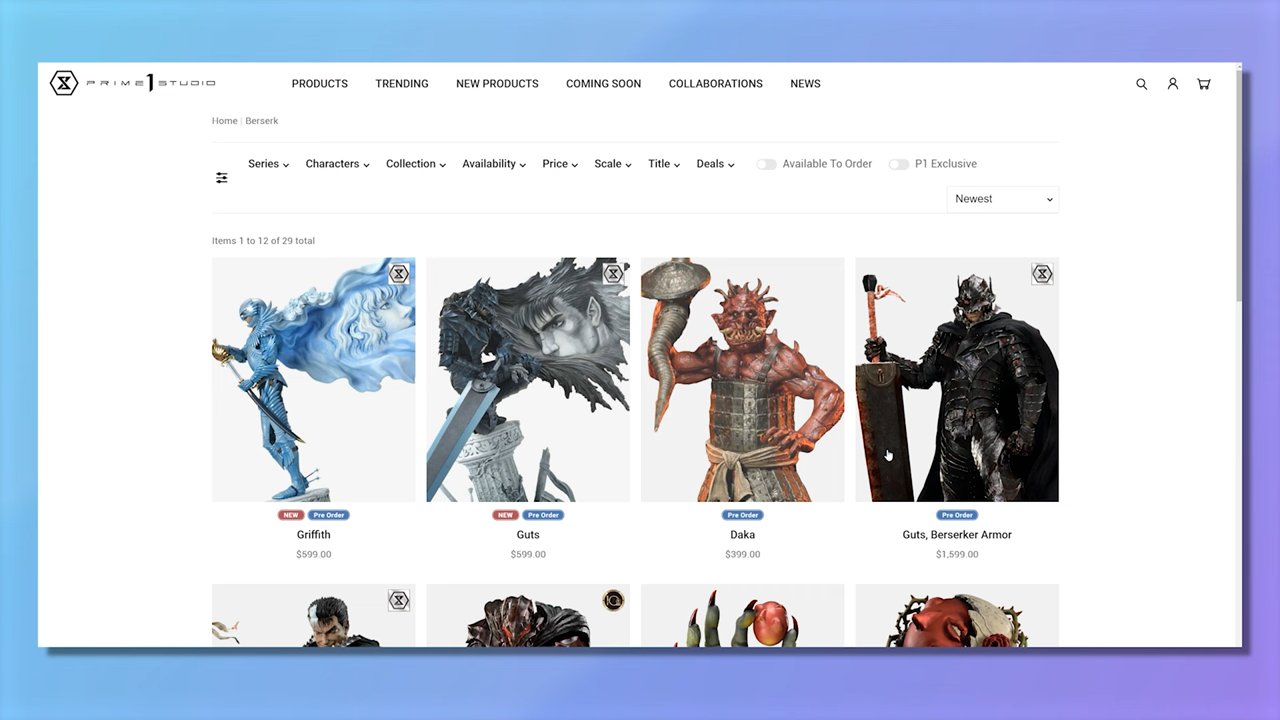 PRIME 1 STUDIO
PRODUCTS TRENDING NEW PRODUCTS COMING SOON COLLABORATIONS NEWS
Home | Berserk
Series Characters Collection Availability Price Scale Title Deals Available To Order P1 Exclusive
Newest
Items 1 to 12 of 29 total
NEW Pre Order NEW Pre Order Pre Order Pre Order
Griffith Guts Daka Guts, Berserker Armor
$599.00 $599.00 $399.00 $1,599.00